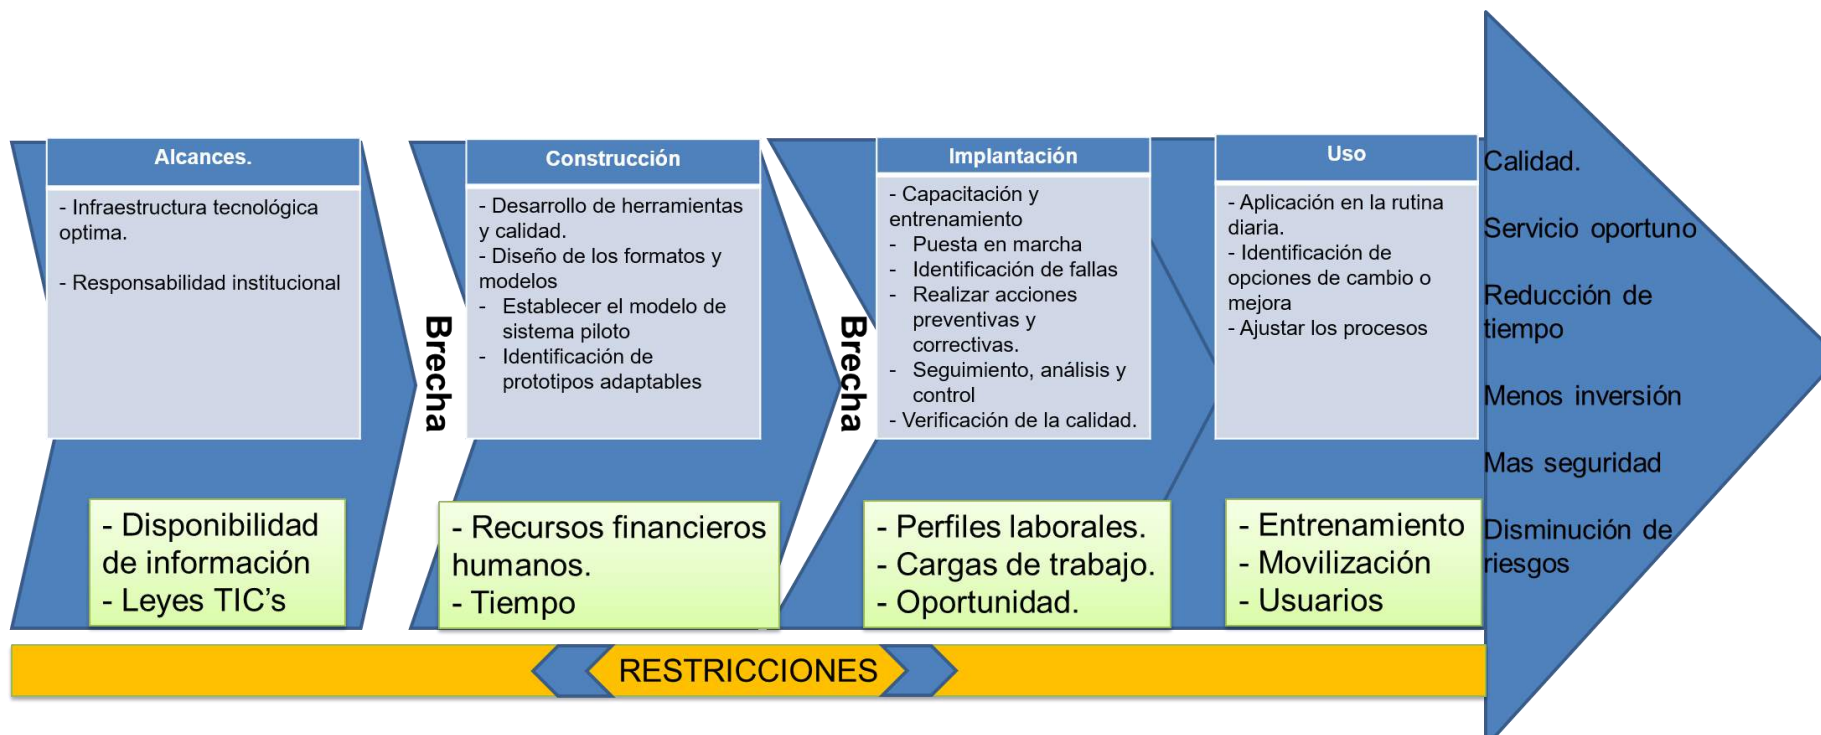 Alcances.
- Infraestructura tecnológica
optima.
- Responsabilidad institucional
- Disponibilidad
de información
- Leyes TIC's
Brecha
Construcción
- Desarrollo de herramientas
y calidad.
- Diseño de los formatos y
modelos
- Establecer el modelo de
sistema piloto
- Identificación de
prototipos adaptables
- Recursos financieros
humanos.
- Tiempo
Brecha
Implantación
- Capacitación y
entrenamiento
- Puesta en marcha
- Identificación de fallas
- Realizar acciones
preventivas y
correctivas.
- Seguimiento, análisis y
control
- Verificación de la calidad.
- Perfiles laborales.
- Cargas de trabajo.
- Oportunidad.
Uso
- Aplicación en la rutina
diaria.
- Identificación de
opciones de cambio o
mejora
- Ajustar los procesos
- Entrenamiento
- Movilización
- Usuarios
Calidad.
Servicio oportuno
Reducción de
tiempo
Menos inversión
Mas seguridad
Disminución de
riesgos
RESTRICCIONES